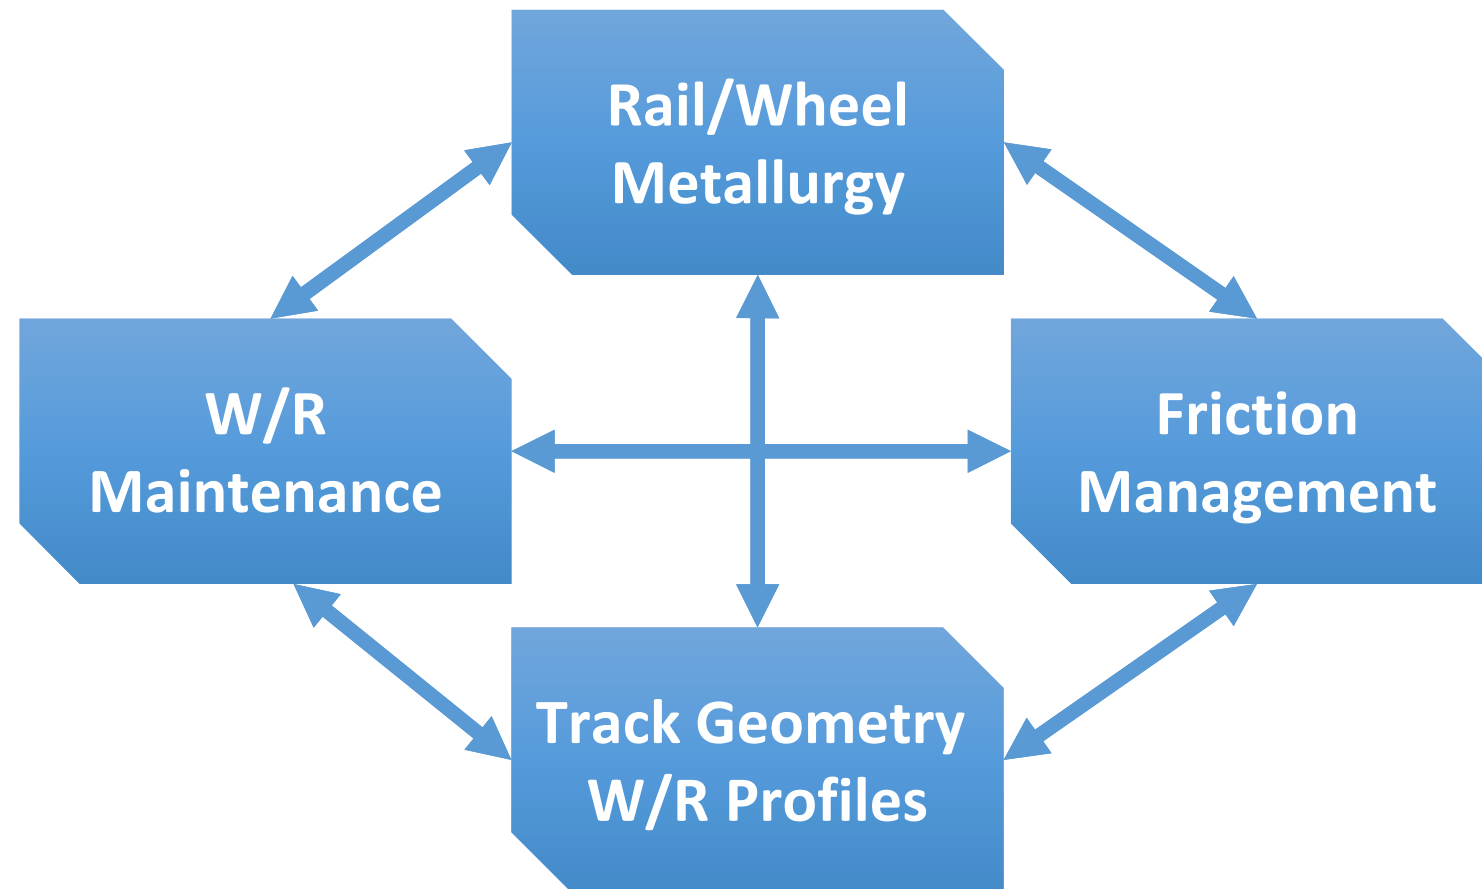 Rail/Wheel
Metallurgy
W/R
Maintenance
Friction
Management
Track Geometry
W/R Profiles